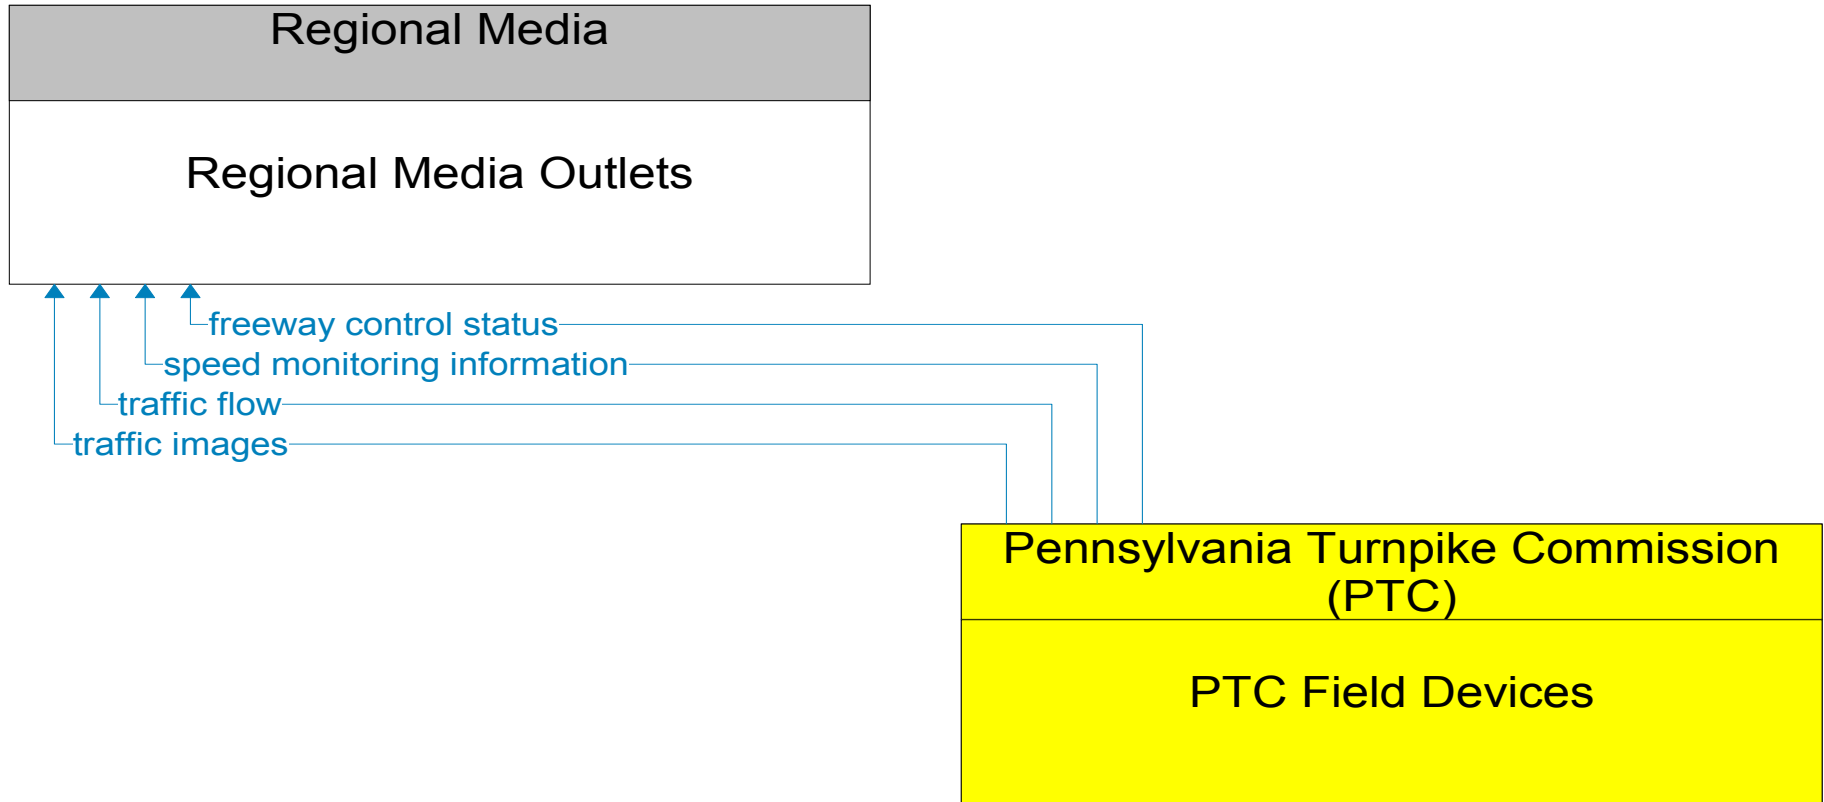 Regional Media
Regional Media Outlets
freeway control status
speed monitoring information
traffic flow
traffic images
Pennsylvania Turnpike Commission
(PTC)
PTC Field Devices